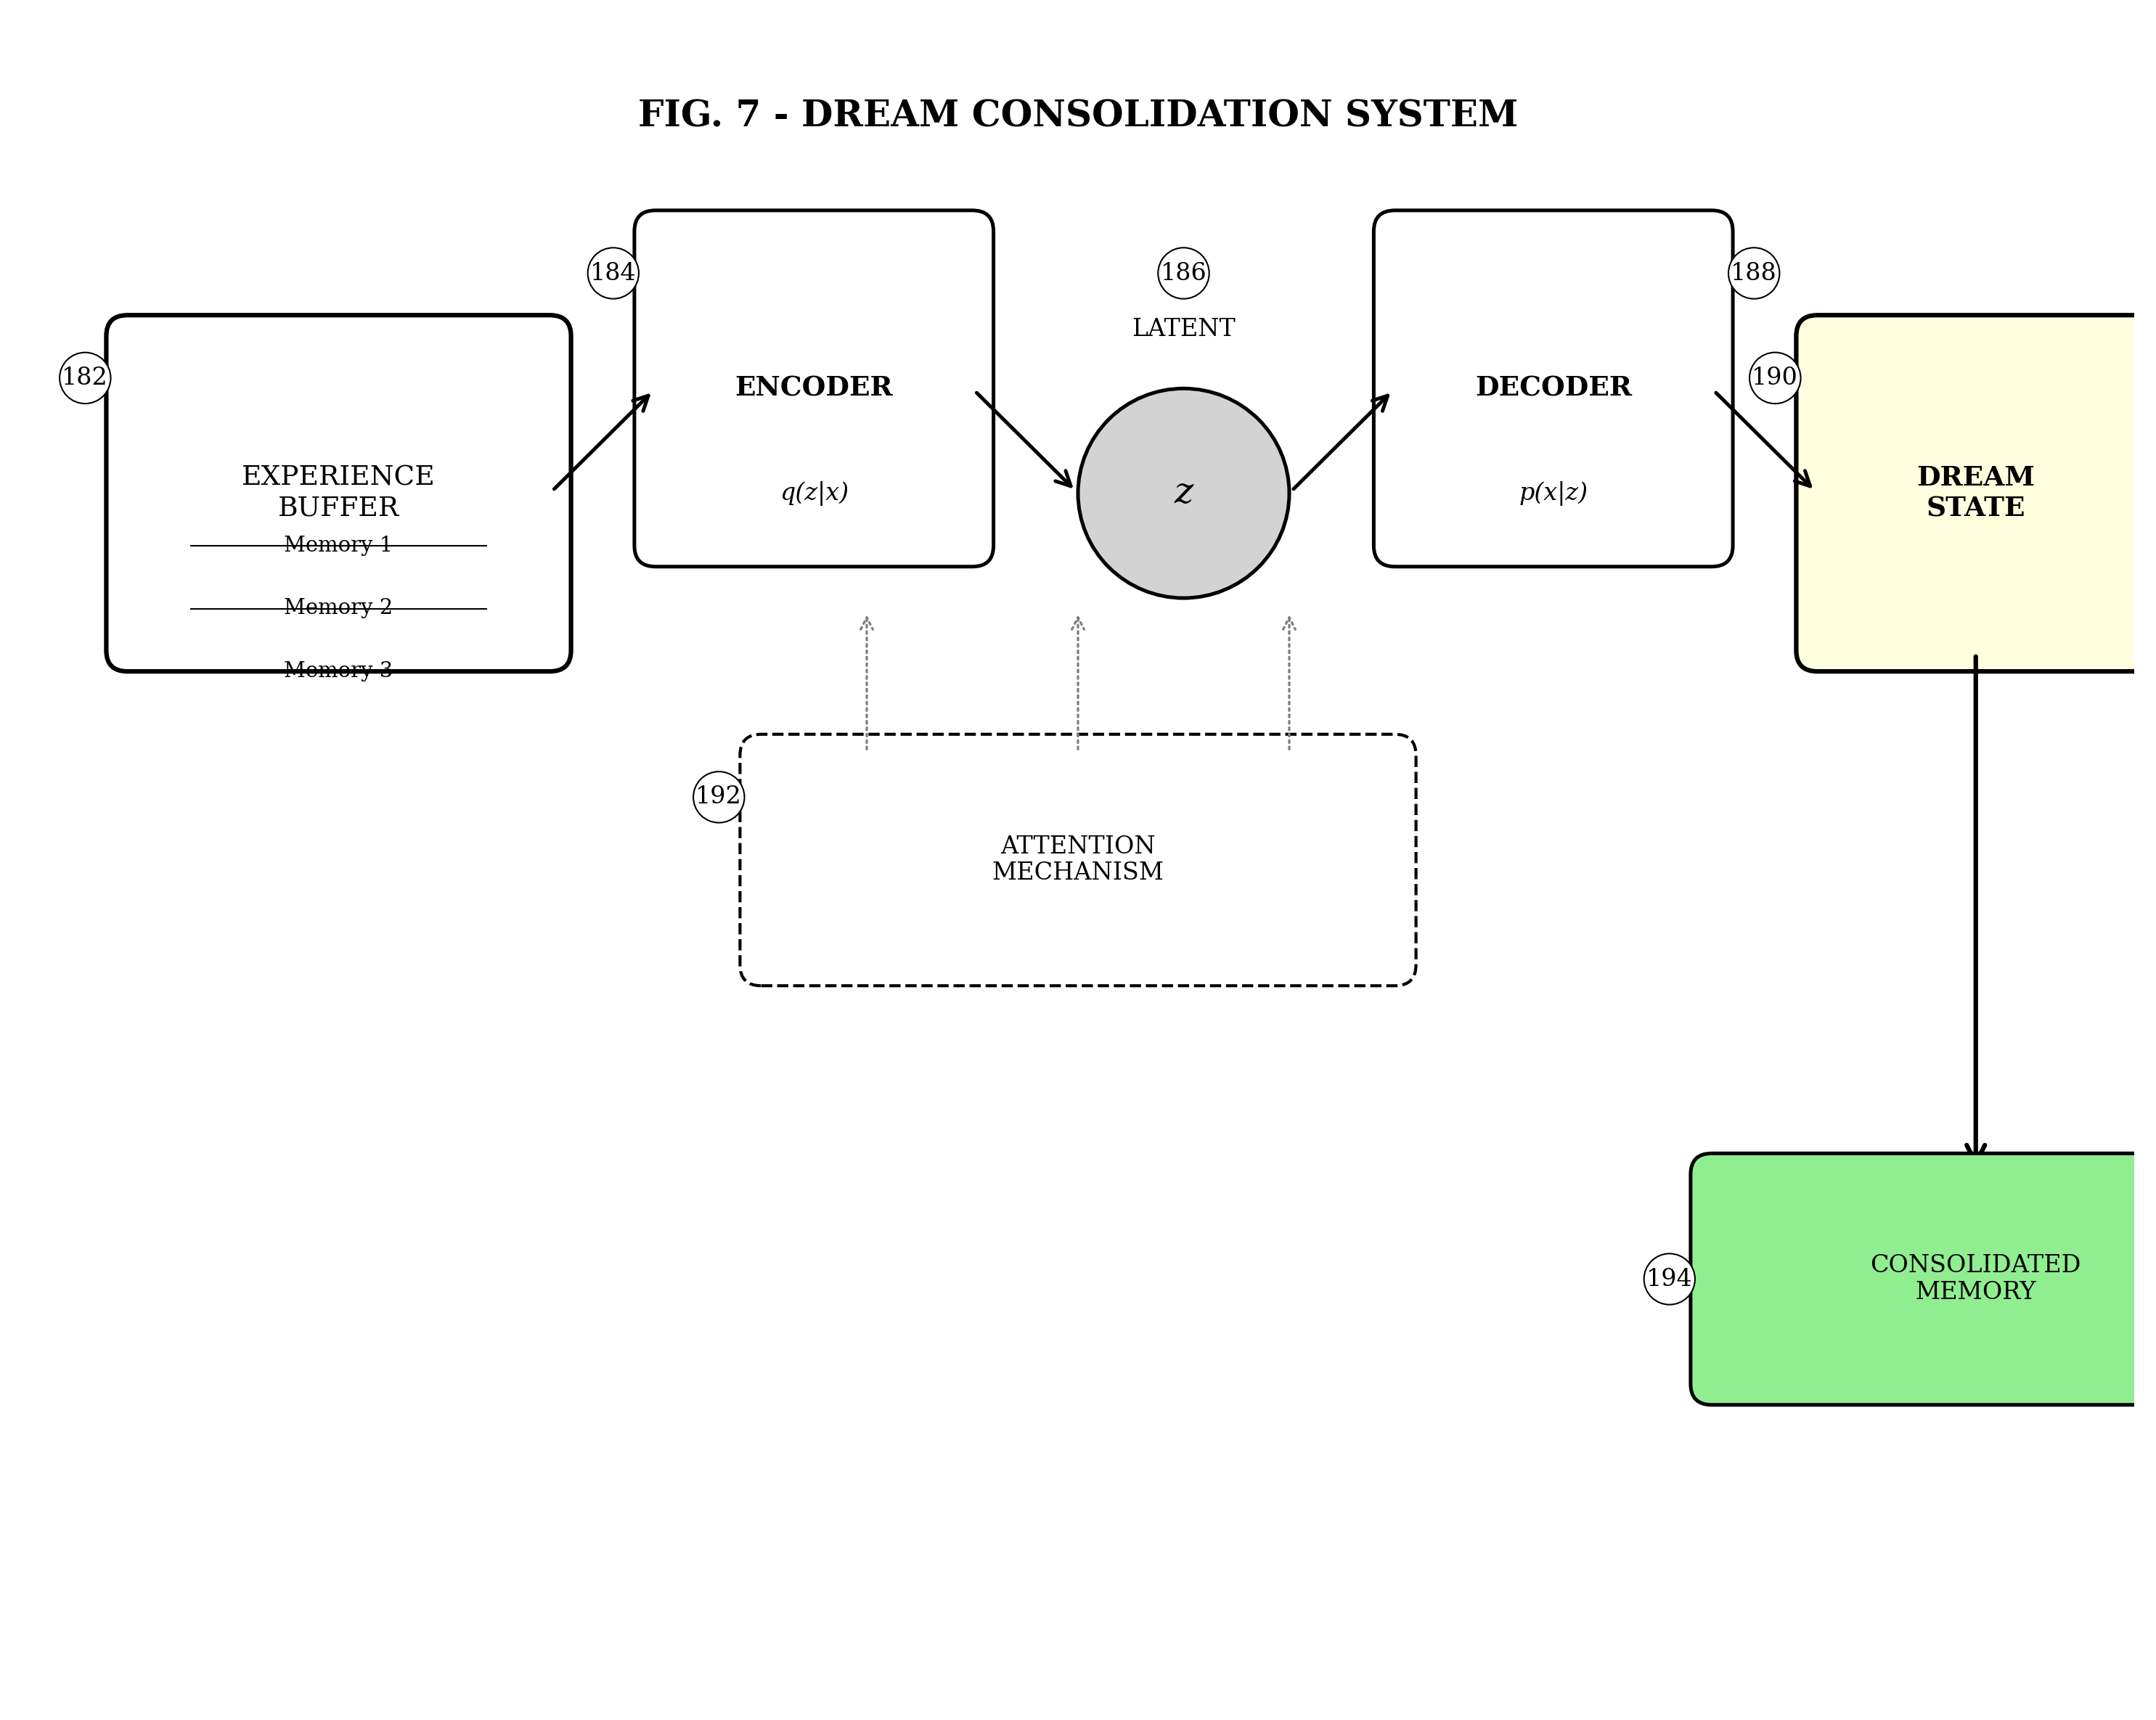 FIG. 7 - DREAM CONSOLIDATION SYSTEM
182
EXPERIENCE
BUFFER
Memory 1
Memory 2
Memory 3
184
ENCODER
q(z|x)
186
LATENT
z
188
DECODER
p(x|z)
190
DREAM
STATE
192
ATTENTION
MECHANISM
194
CONSOLIDATED
MEMORY